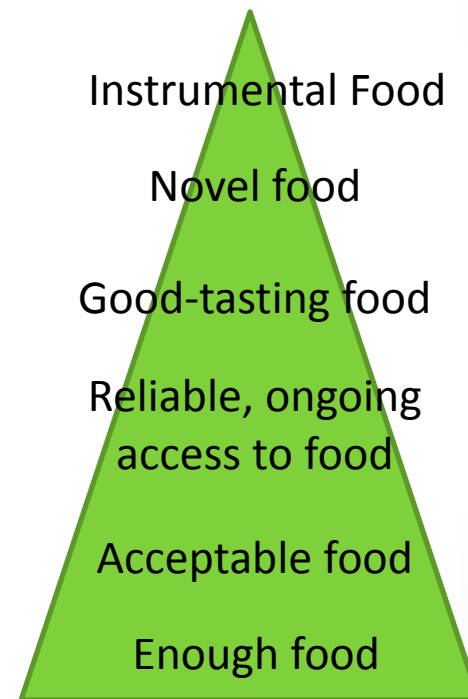 Instrumental Food
Novel food
Good-tasting food
Reliable, ongoing
access to food
Acceptable food
Enough food